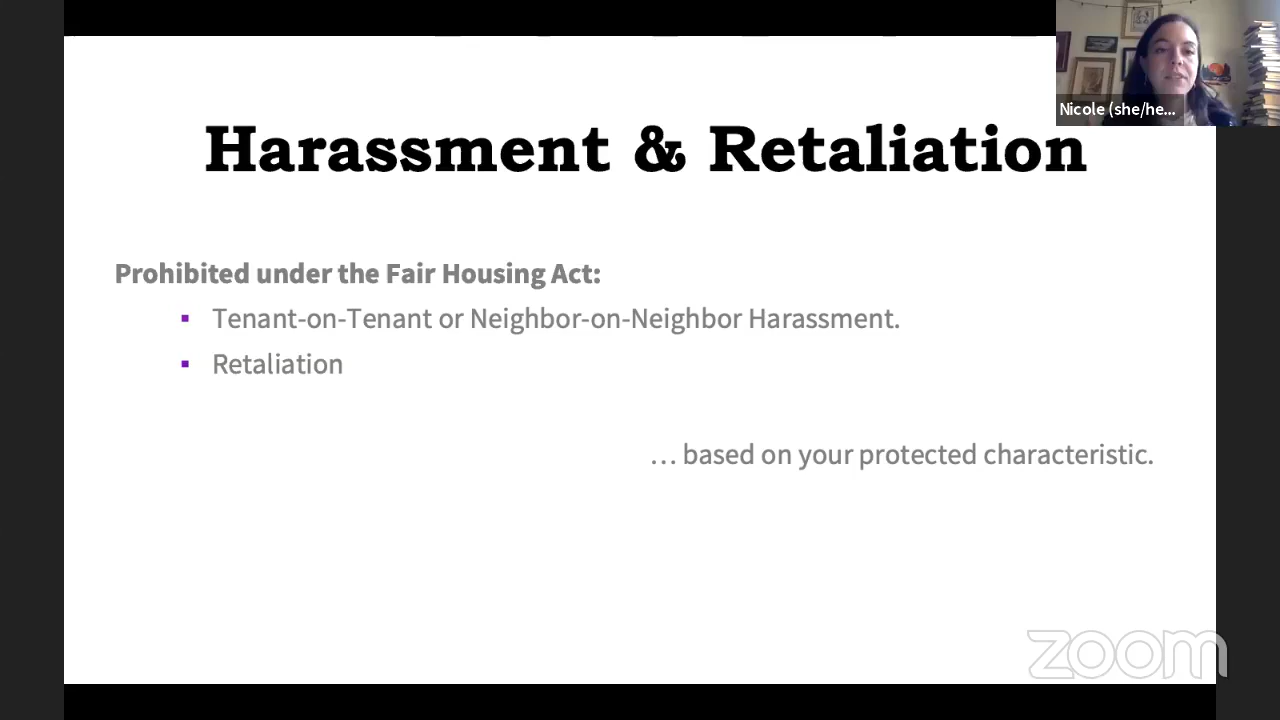 Nicole (she/he...
Harassment & Retaliation
Prohibited under the Fair Housing Act:
▪ Tenant-on-Tenant or Neighbor-on-Neighbor Harassment.
▪ Retaliation
… based on your protected characteristic.
zoom